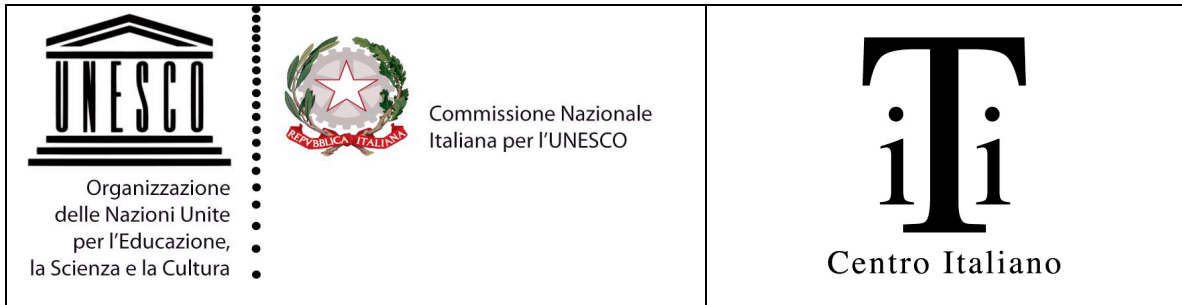 UNESCO
Organizzazione
delle Nazioni Unite
per l'Educazione,
la Scienza e la Cultura
REPVBBLICA ITALIANA
Commissione Nazionale
Italiana per l'UNESCO
iTi
Centro Italiano